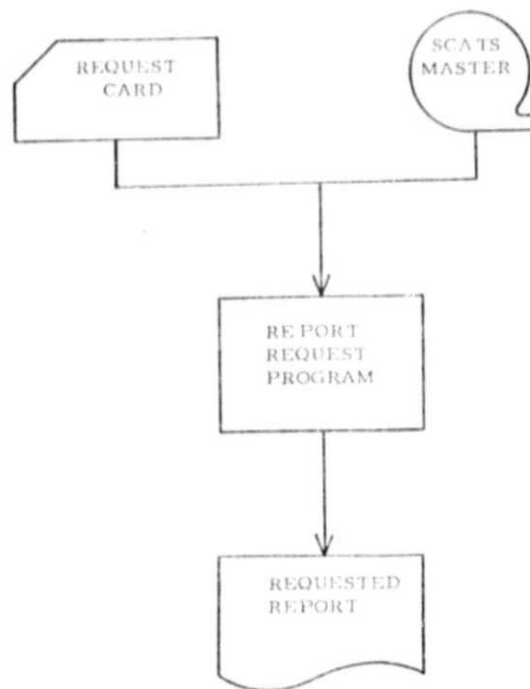 REQUEST
CARD
SCATS
MASTER
REPORT
REQUEST
PROGRAM
REQUESTED
REPORT